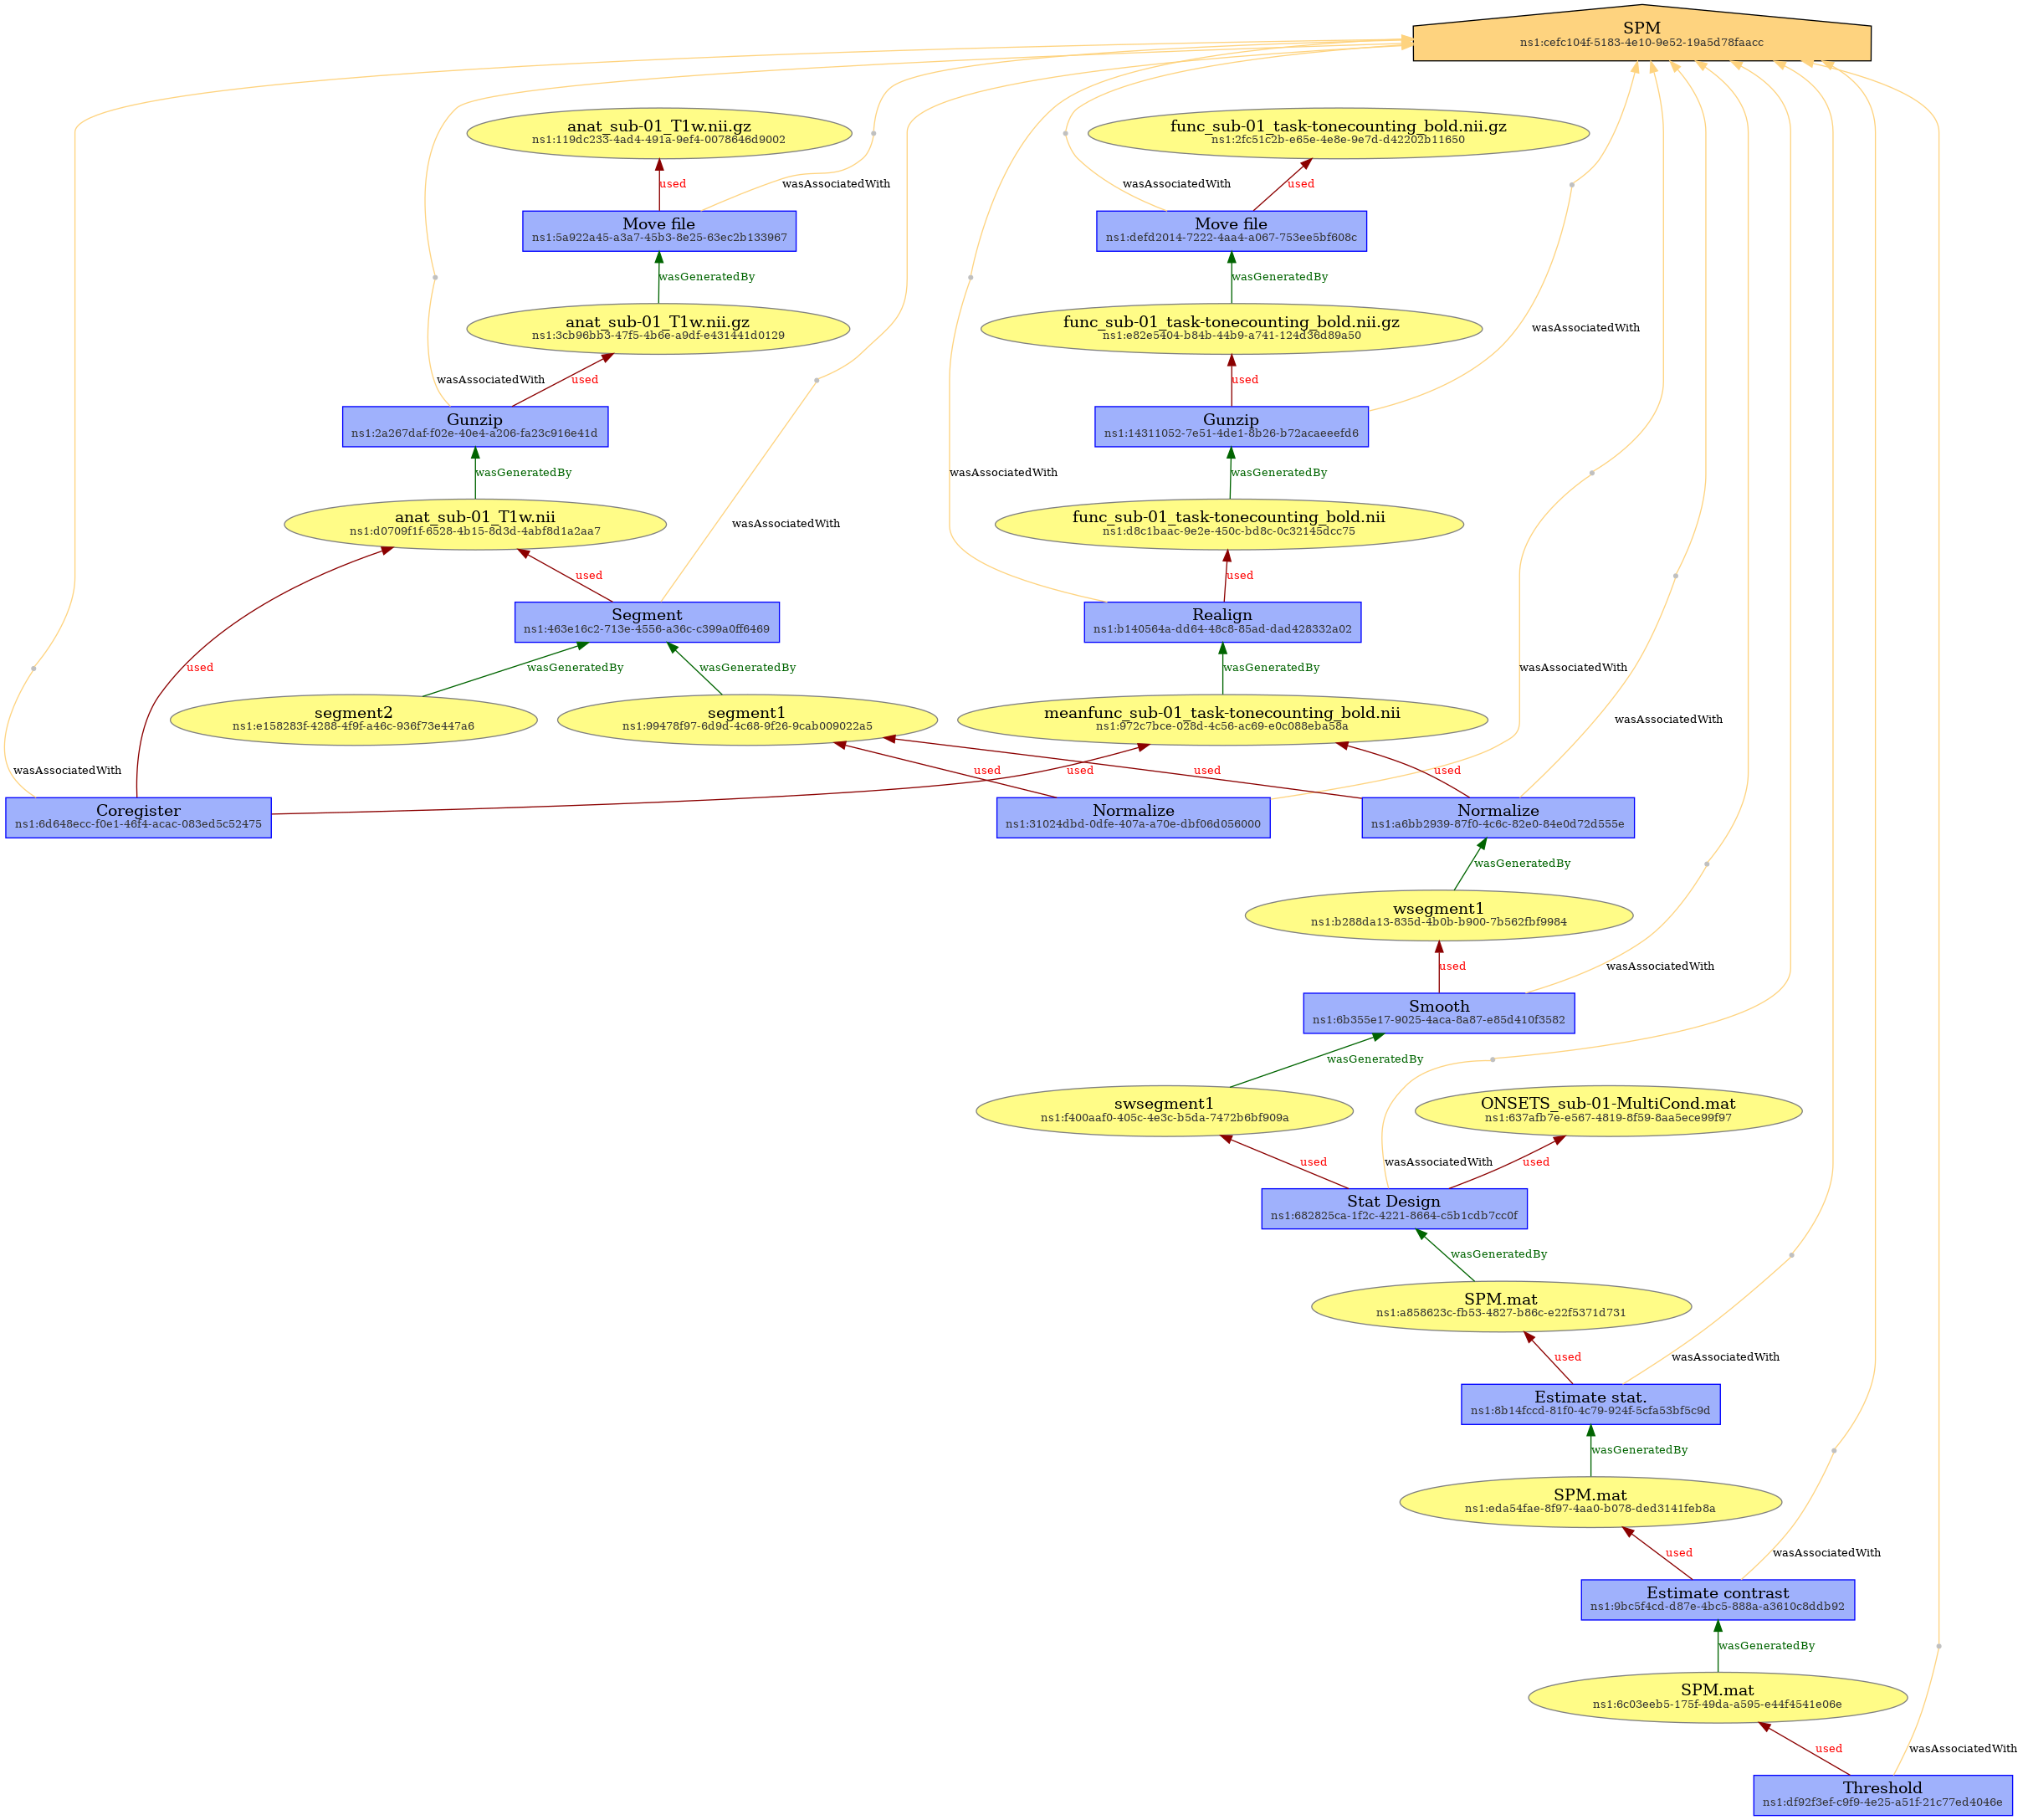 SPM
ns1:cefc104f-5183-4e10-9e52-19a5d78faacc
anat_sub-01_T1w.nii.gz
ns1:119dc233-4ad4-491a-9ef4-0078646d9002
func_sub-01_task-tonecounting_bold.nii.gz
ns1:2fc51c2b-e65e-4e8e-9e7d-d42202b11650
used
wasAssociatedWith
wasAssociatedWith
used
Move file
ns1:5a922a45-a3a7-45b3-8e25-63ec2b133967
Move file
ns1:defd2014-7222-4aa4-a067-753ee5bf608c
wasGeneratedBy
wasGeneratedBy
anat_sub-01_T1w.nii.gz
ns1:3cb96bb3-47f5-4b6e-a9df-e431441d0129
func_sub-01_task-tonecounting_bold.nii.gz
ns1:e82e5404-b84b-44b9-a741-124d36d89a50
wasAssociatedWith
wasAssociatedWith
used
used
Gunzip
ns1:2a267daf-f02e-40e4-a206-fa23c916e41d
Gunzip
ns1:14311052-7e51-4de1-8b26-b72acaeeefd6
wasGeneratedBy
wasAssociatedWith
wasGeneratedBy
anat_sub-01_T1w.nii
ns1:d0709f1f-6528-4b15-8d3d-4abf8d1a2aa7
wasAssociatedWith
func_sub-01_task-tonecounting_bold.nii
ns1:d8c1baac-9e2e-450c-bd8c-0c32145dcc75
used
used
Segment
ns1:463e16c2-713e-4556-a36c-c399a0ff6469
Realign
ns1:b140564a-dd64-48c8-85ad-dad428332a02
used
wasGeneratedBy
wasGeneratedBy
wasGeneratedBy
wasAssociatedWith
segment2
ns1:e158283f-4288-4f9f-a46c-936f73e447a6
segment1
ns1:99478f97-6d9d-4c68-9f26-9cab009022a5
meanfunc_sub-01_task-tonecounting_bold.nii
ns1:972c7bce-028d-4c56-ac69-e0c088eba58a
wasAssociatedWith
wasAssociatedWith
used
used
used
used
Coregister
ns1:6d648ecc-f0e1-46f4-acac-083ed5c52475
Normalize
ns1:31024dbd-0dfe-407a-a70e-dbf06d056000
Normalize
ns1:a6bb2939-87f0-4c6c-82e0-84e0d72d555e
wasGeneratedBy
wsegment1
ns1:b288da13-835d-4b0b-b900-7b562fbf9984
used
wasAssociatedWith
Smooth
ns1:6b355e17-9025-4aca-8a87-e85d410f3582
wasGeneratedBy
swsegment1
ns1:f400aaf0-405c-4e3c-b5da-7472b6bf909a
ONSETS_sub-01-MultiCond.mat
ns1:637afb7e-e567-4819-8f59-8aa5ece99f97
used
wasAssociatedWith
used
Stat Design
ns1:682825ca-1f2c-4221-8664-c5b1cdb7cc0f
wasGeneratedBy
SPM.mat
ns1:a858623c-fb53-4827-b86c-e22f5371d731
used
wasAssociatedWith
Estimate stat.
ns1:8b14fccd-81f0-4c79-924f-5cfa53bf5c9d
wasGeneratedBy
SPM.mat
ns1:eda54fae-8f97-4aa0-b078-ded3141feb8a
used
wasAssociatedWith
Estimate contrast
ns1:9bc5f4cd-d87e-4bc5-888a-a3610c8ddb92
wasGeneratedBy
SPM.mat
ns1:6c03eeb5-175f-49da-a595-e44f4541e06e
used
wasAssociatedWith
Threshold
ns1:df92f3ef-c9f9-4e25-a51f-21c77ed4046e